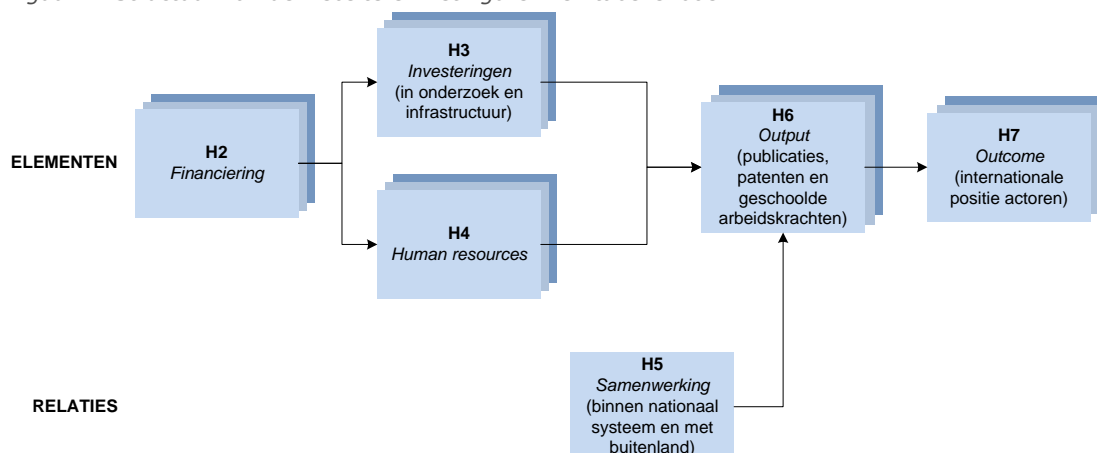 H3
Investeringen
(in onderzoek en
infrastructuur)
ELEMENTEN
H2
Financiering
H4
Human resources
H6
Output
(publicaties,
patenten en
geschoolde
arbeidskrachten)
H7
Outcome
(internationale
positie actoren)
RELATIES
H5
Samenwerking
(binnen nationaal
systeem en met
buitenland)